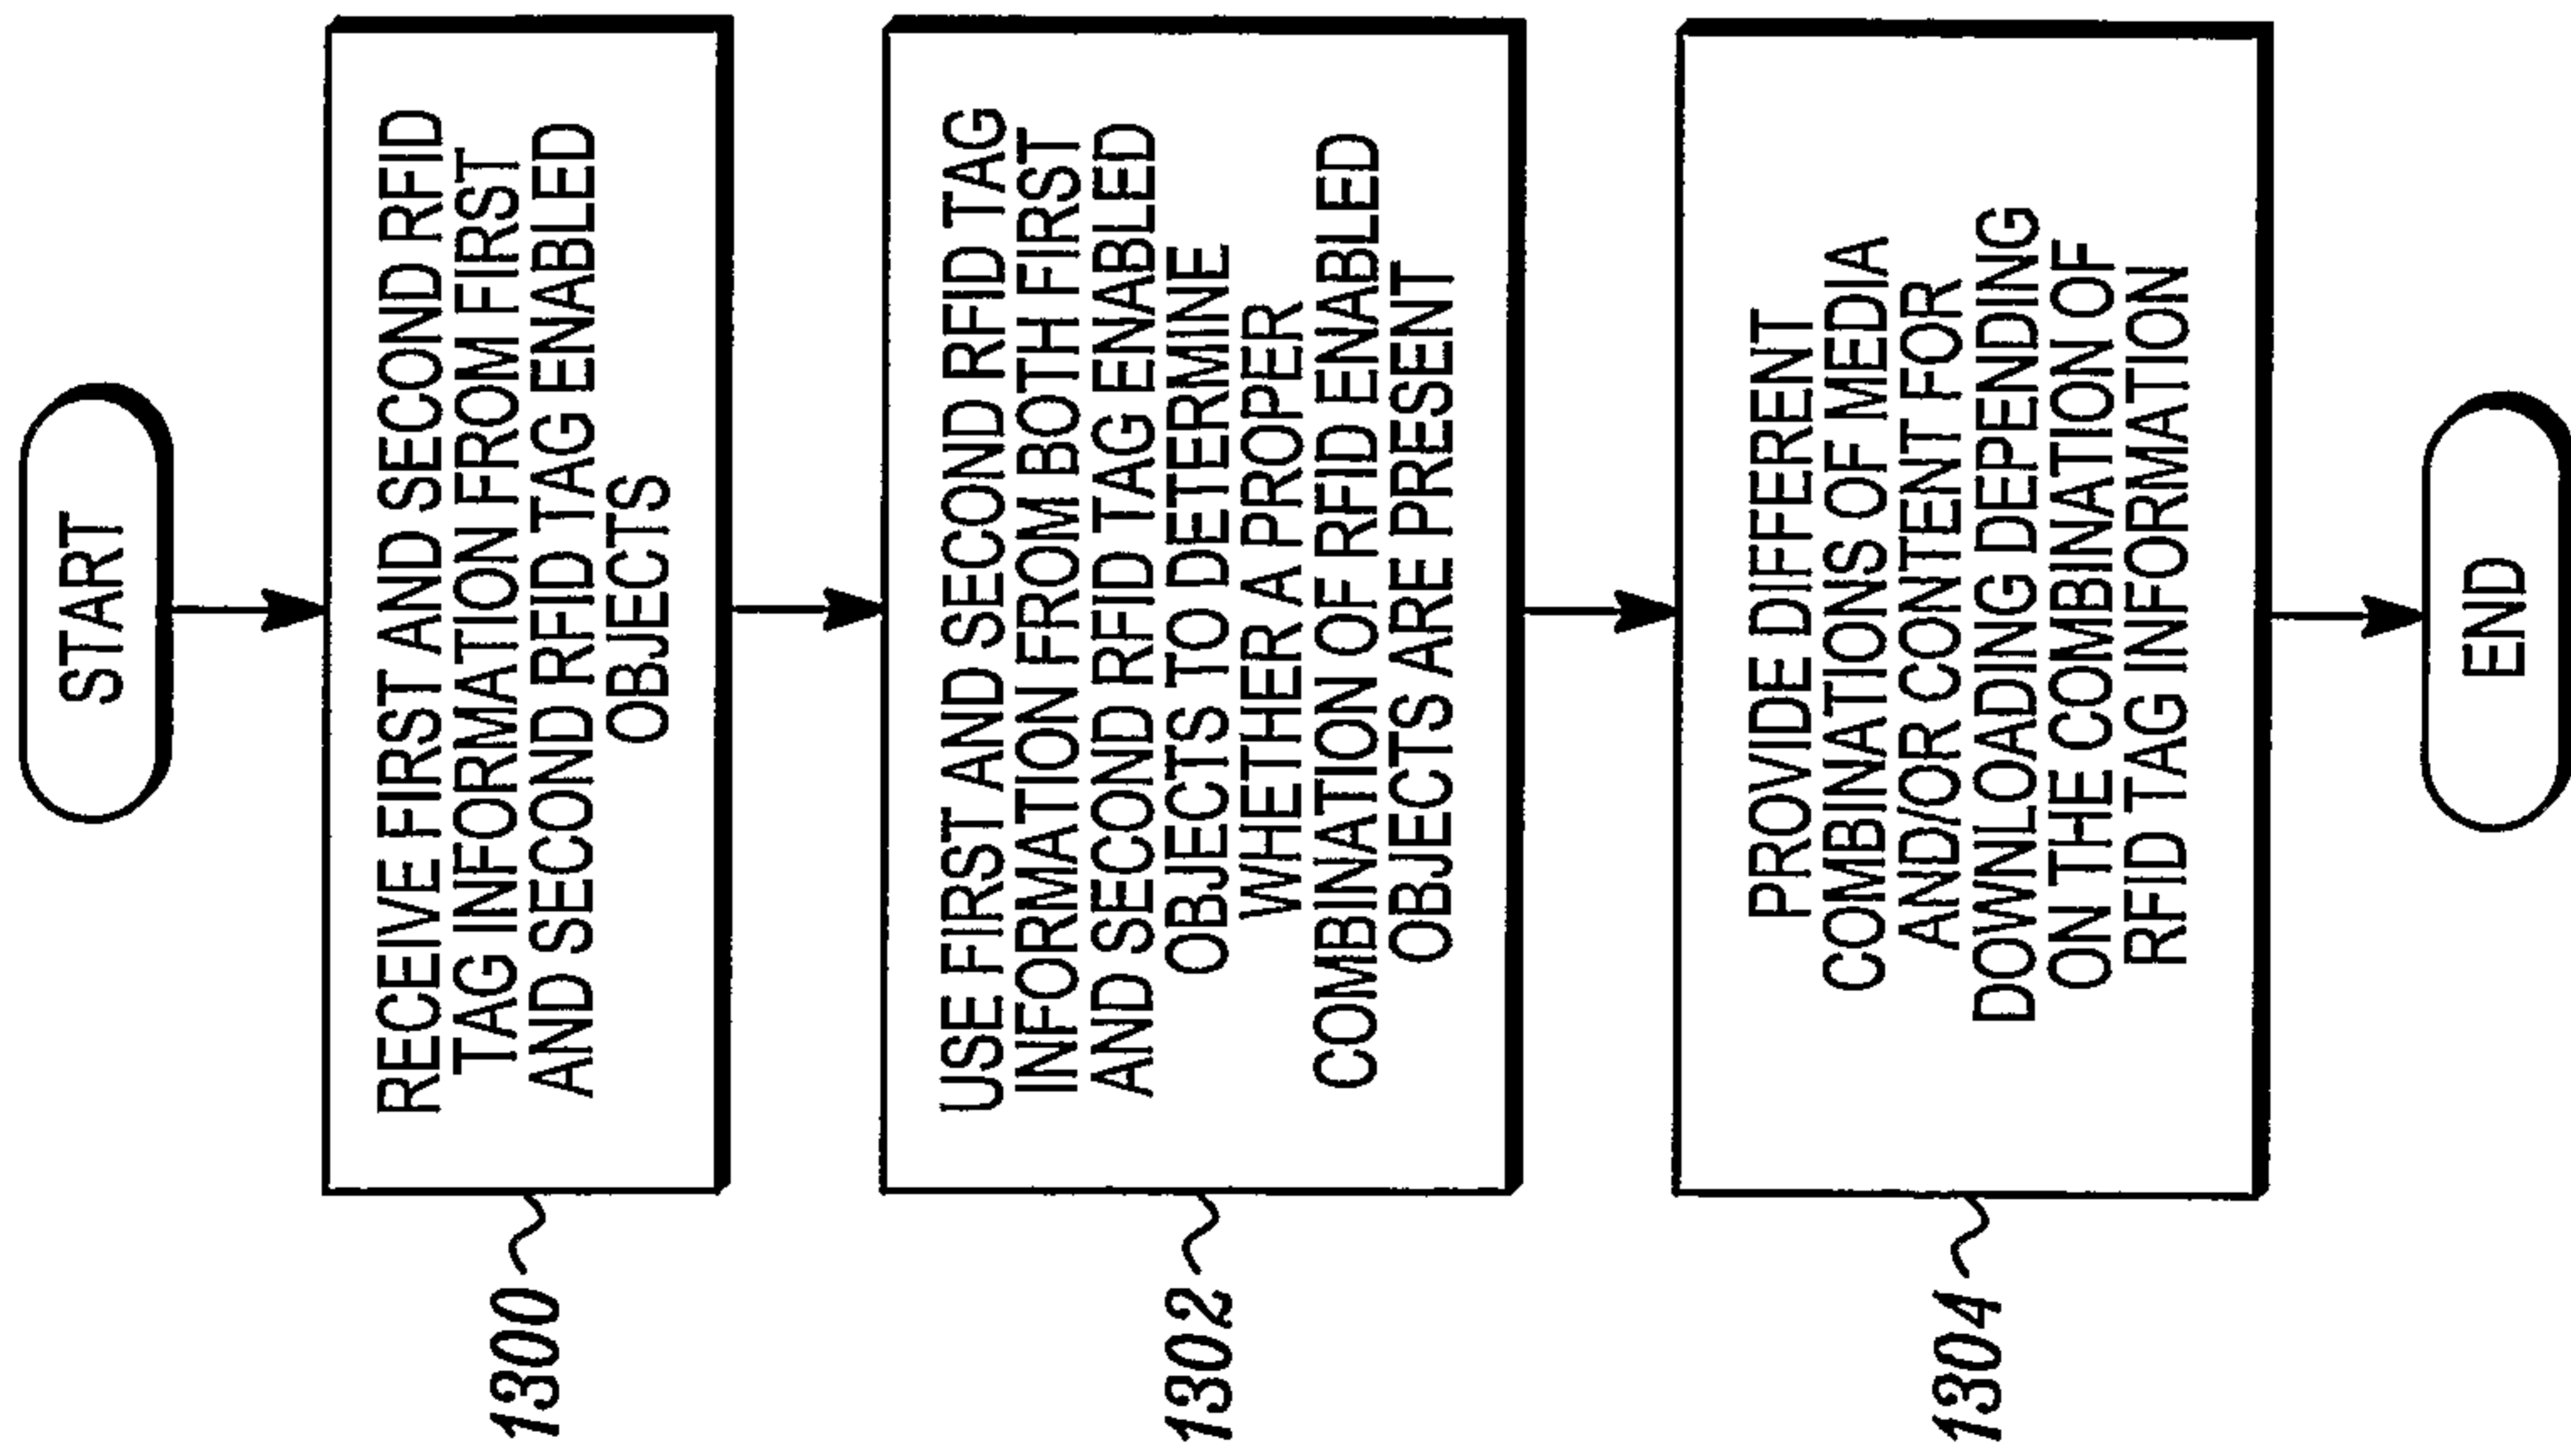 START
RECEIVE FIRST AND SECOND RFID
TAG INFORMATION FROM FIRST
AND SECOND RFID TAG ENABLED
OBJECTS
1300
USE FIRST AND SECOND RFID TAG
INFORMATION FROM BOTH FIRST
AND SECOND RFID TAG ENABLED
OBJECTS TO DETERMINE
WHETHER A PROPER
COMBINATION OF RFID ENABLED
OBJECTS ARE PRESENT
1302
PROVIDE DIFFERENT
COMBINATIONS OF MEDIA
AND/OR CONTENT FOR
DOWNLOADING DEPENDING
ON THE COMBINATION OF
RFID TAG INFORMATION
1304
END